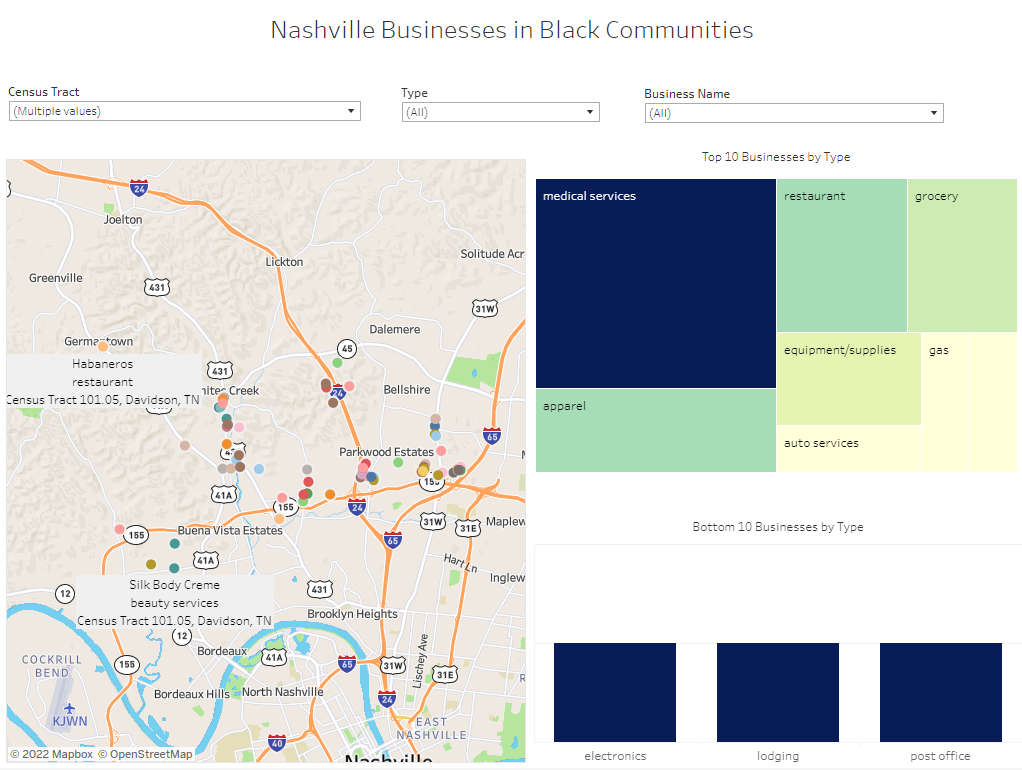 Nashville Businesses in Black Communities
Census Tract
(Multiple values)
Type
(All)
Business Name
(All)
24
Joelton
Lickton
Solitude Acr
Greenville
431
31W
Dalemere
Germantown
45
Habaneros
restaurant
Census Tract 101.05, Davidson, TN
431
Bellshire
24
65
Parkwood Estates
155
41A
155
24
31W
31E
Maplew
Buena Vista Estates
155
65
41A
Hart Ln
Inglew
Silk Body Creme
beauty services
Census Tract 101.05, Davidson, TN
12
431
Brooklyn Heights
12
Bordeaux
41A
65
31W
Lischey Ave
31E
COCKRILL
BEND
155
Bordeaux Hills
North Nashville
24
KJWN
EAST
NASHVILLE
40
Nashville
© 2022 Mapbox © OpenStreetMap
Top 10 Businesses by Type
medical services
restaurant
grocery
equipment/supplies
gas
apparel
auto services
Bottom 10 Businesses by Type
electronics
lodging
post office